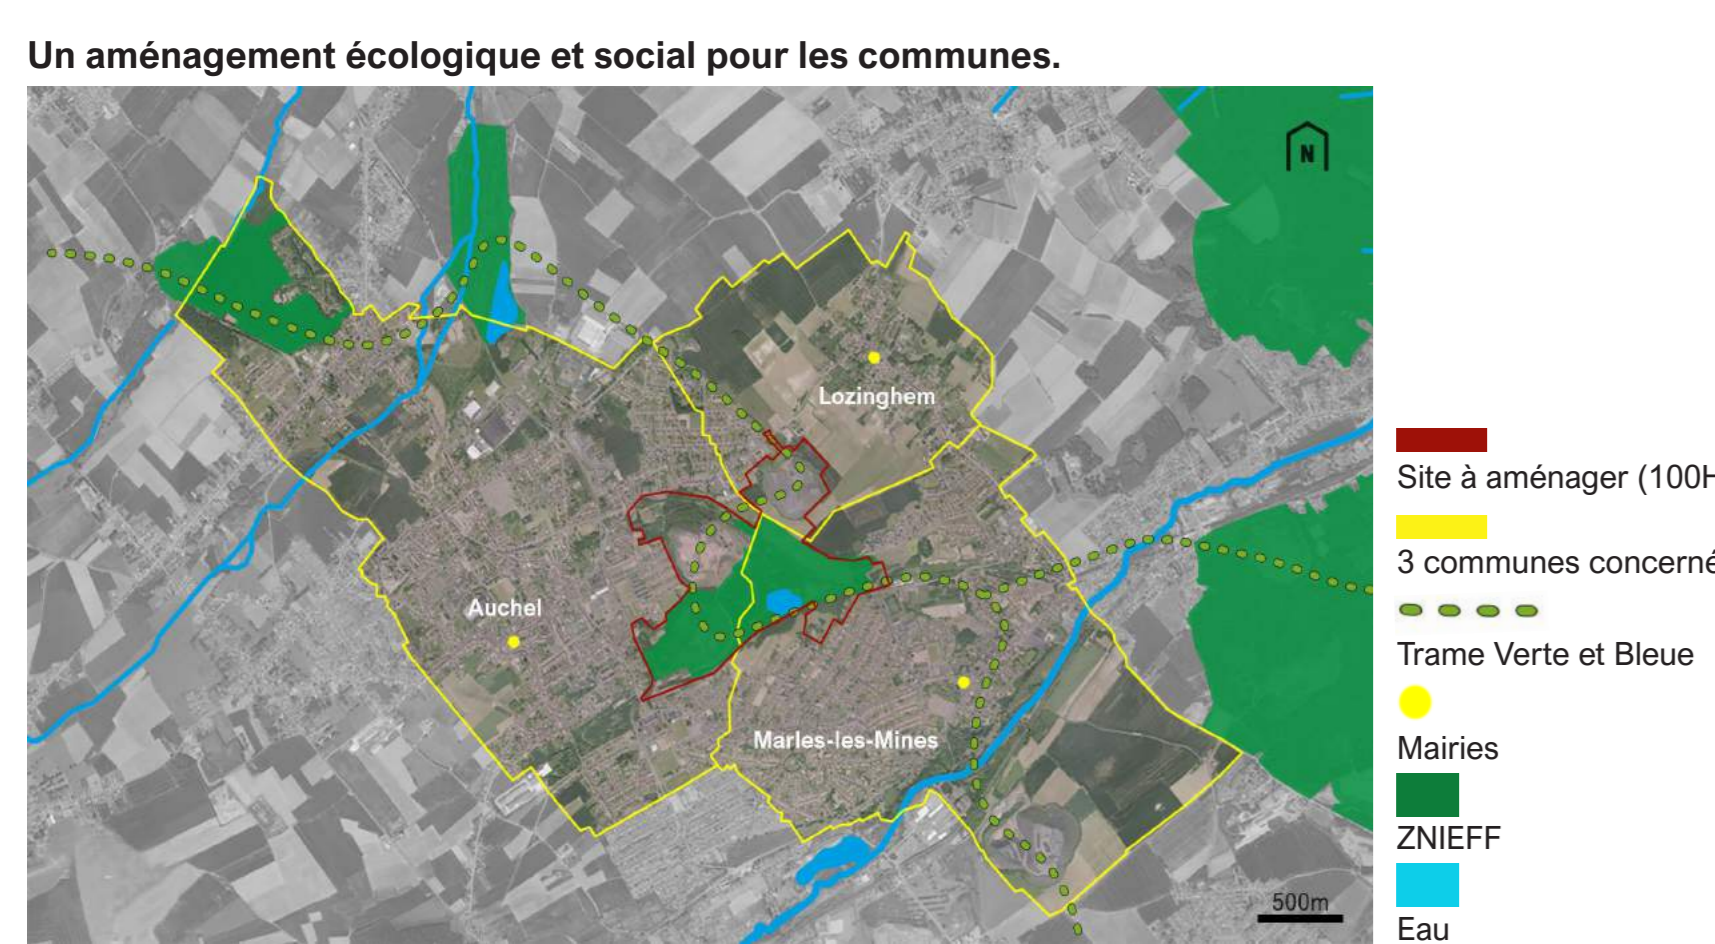 Un aménagement écologique et social pour les communes.
N
Lozinghem
Auchel
Marles-les-Mines
500m
Site à aménager (100H
3 communes concerné
Trame Verte et Bleue
Mairies
ZNIEFF
Eau